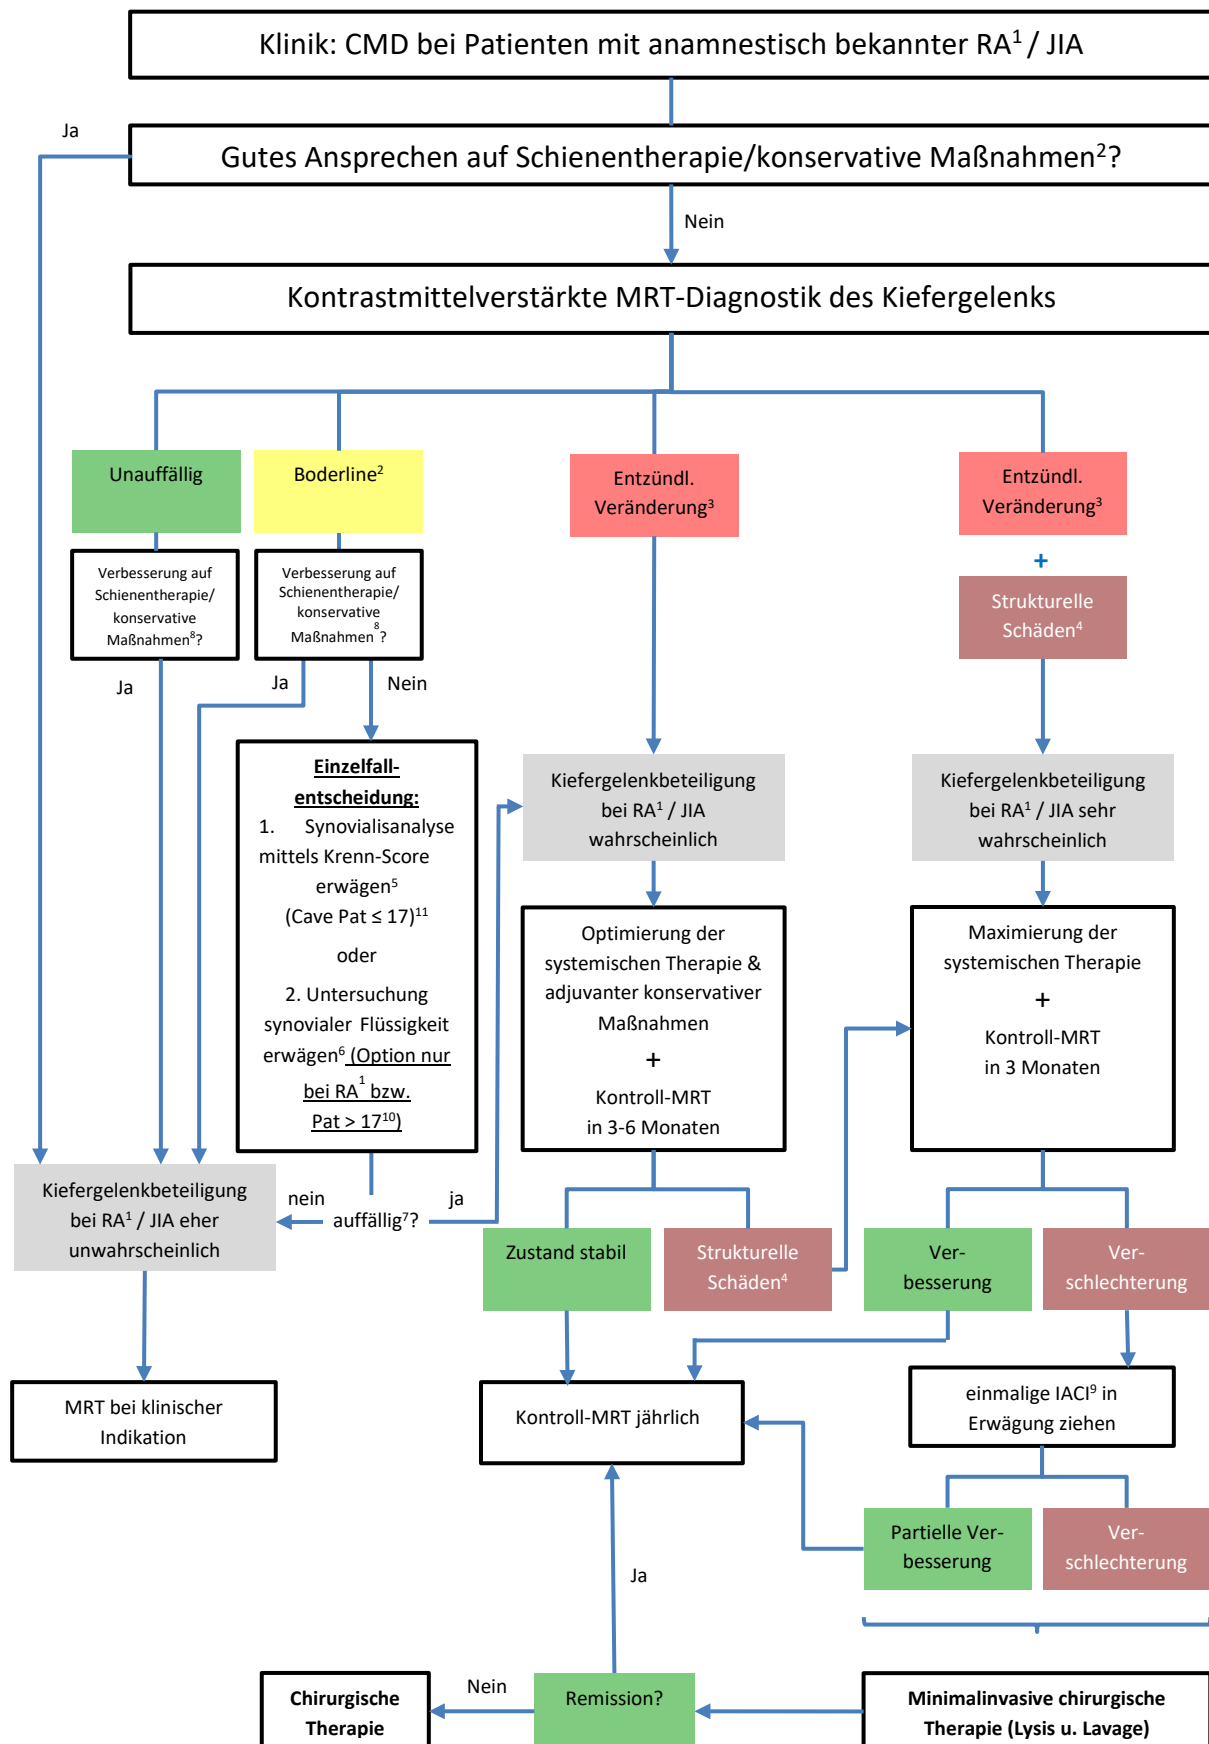 Klinik: CMD bei Patienten mit anamnestisch bekannter RA¹ / JIA
Ja
Gutes Ansprechen auf Schienentherapie/konservative Maßnahmen²?
Nein
Kontrastmittelverstärkte MRT-Diagnostik des Kiefergelenks
Unauffällig
Boderline²
Entzündl.
Veränderung³
Entzündl.
Veränderung³
+
Strukturelle
Schäden⁴
Verbesserung auf
Schienentherapie/
konservative
Maßnahmen⁸?
Verbesserung auf
Schienentherapie/
konservative
Maßnahmen⁸?
Ja
Ja
Nein
Einzelfall-
entscheidung:
1. Synovialisanalyse
mittels Krenn-Score
erwägen⁵
(Cave Pat ≤ 17)¹¹
oder
2. Untersuchung
synovialer Flüssigkeit
erwägen⁶ (Option nur
bei RA¹ bzw.
Pat > 17¹⁰)
Kiefergelenkbeteiligung
bei RA¹ / JIA
wahrscheinlich
Kiefergelenkbeteiligung
bei RA¹ / JIA sehr
wahrscheinlich
Optimierung der
systemischen Therapie &
adjuvanter konservativer
Maßnahmen
+
Kontroll-MRT
in 3-6 Monaten
Maximierung der
systemischen Therapie
+
Kontroll-MRT
in 3 Monaten
Kiefergelenkbeteiligung
bei RA¹ / JIA eher
unwahrscheinlich
nein
auffällig⁷?
ja
Zustand stabil
Strukturelle
Schäden⁴
Ver-
besserung
Ver-
schlechterung
MRT bei klinischer
Indikation
Kontroll-MRT jährlich
einmalige IACI⁹ in
Erwägung ziehen
Partielle Ver-
besserung
Ver-
schlechterung
Ja
Chirurgische
Therapie
Nein
Remission?
Minimalinvasive chirurgische
Therapie (Lysis u. Lavage)